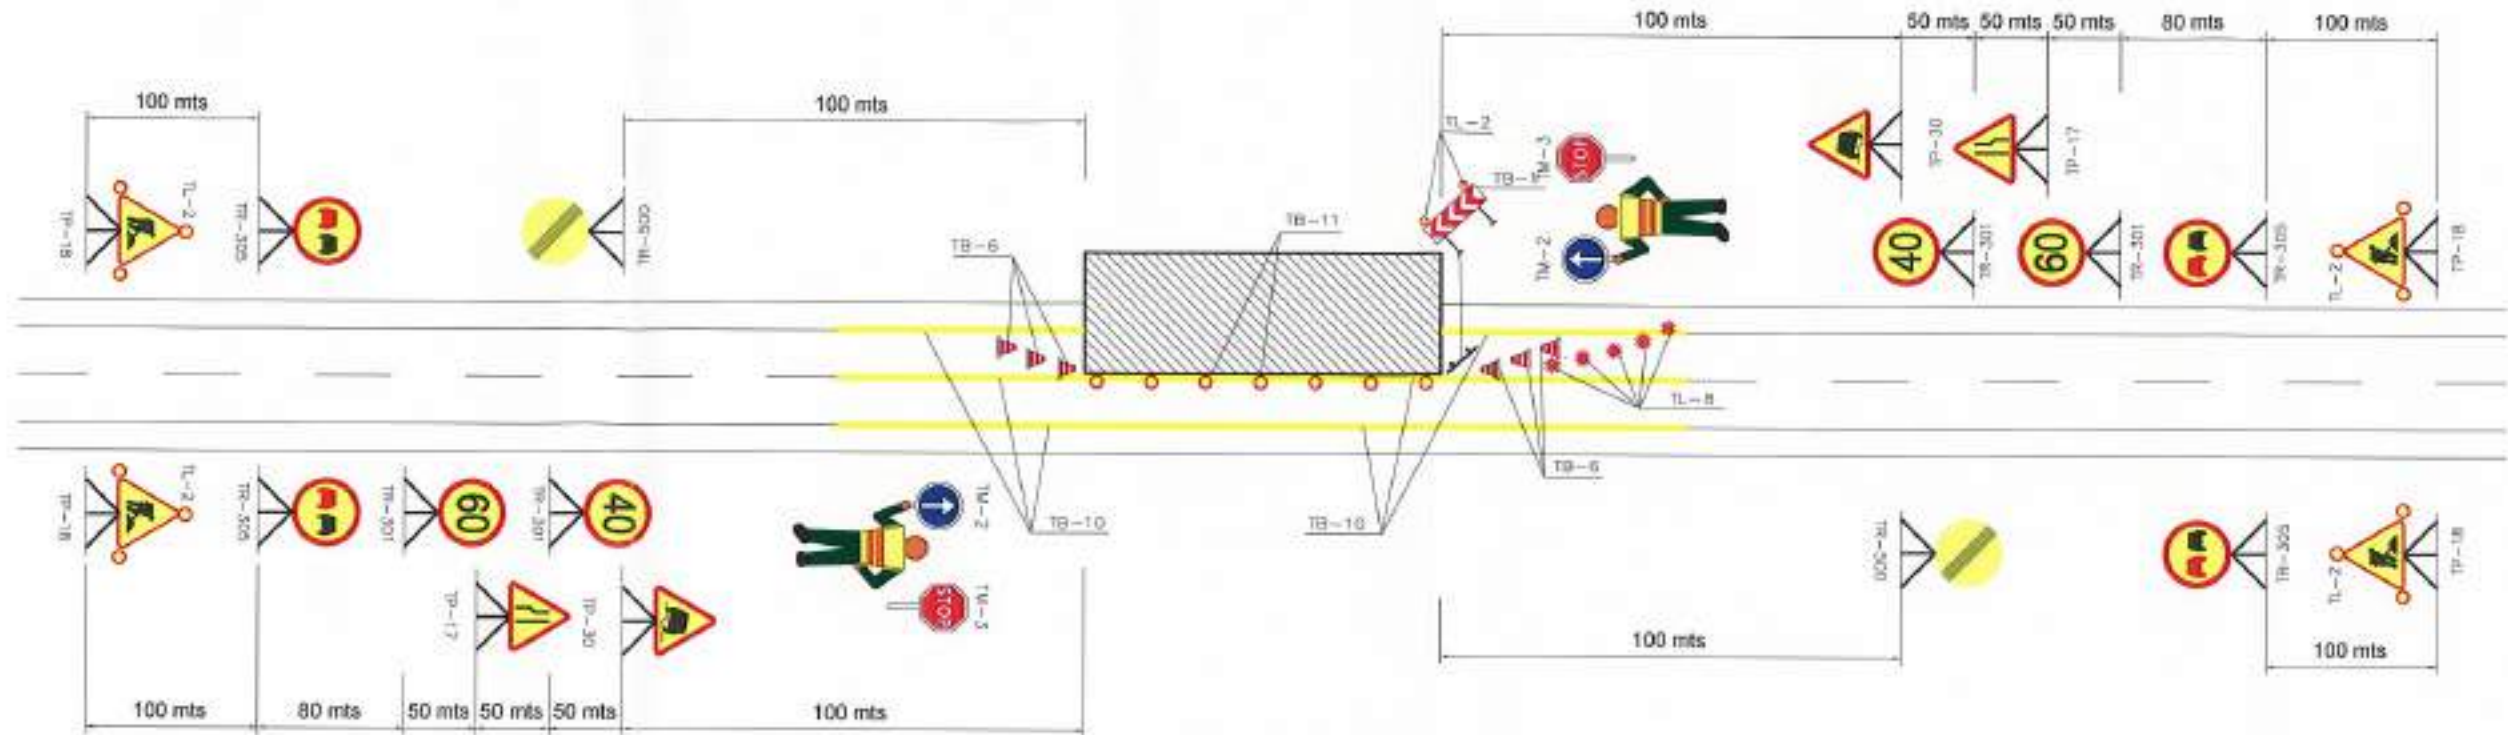 100 mts
50 mts
50 mts
50 mts
80 mts
100 mts
100 mts
100 mts
TL-2
TM-3
STOP
TP-30
TP-17
TL-2
TP-18
TR-305
TR-500
TB-6
TB-11
TM-2
40
TR-301
60
TR-301
TR-305
TL-2
TP-18
TL-8
TB-6
TL-2
TP-18
TR-305
TR-301
60
TR-301
40
TM-2
TB-10
TB-10
TR-500
TR-305
TL-2
TP-18
TP-17
TP-30
STOP
TM-3
100 mts
100 mts
100 mts
80 mts
50 mts
50 mts
50 mts
100 mts